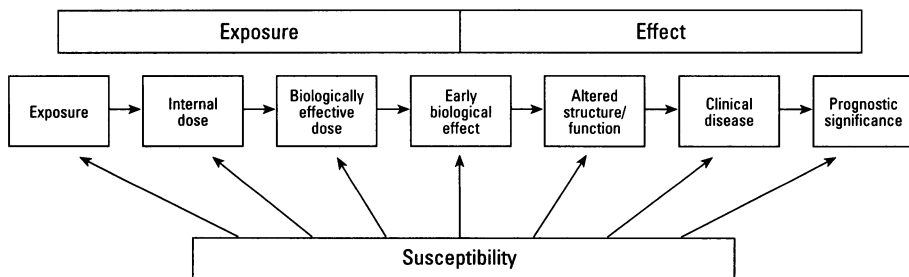 Exposure Effect
Exposure
Internal
dose
Biologically
effective dose
Early
biological
effect
Altered
structure/
function
Clinical
disease
Prognostic
significance
Susceptibility